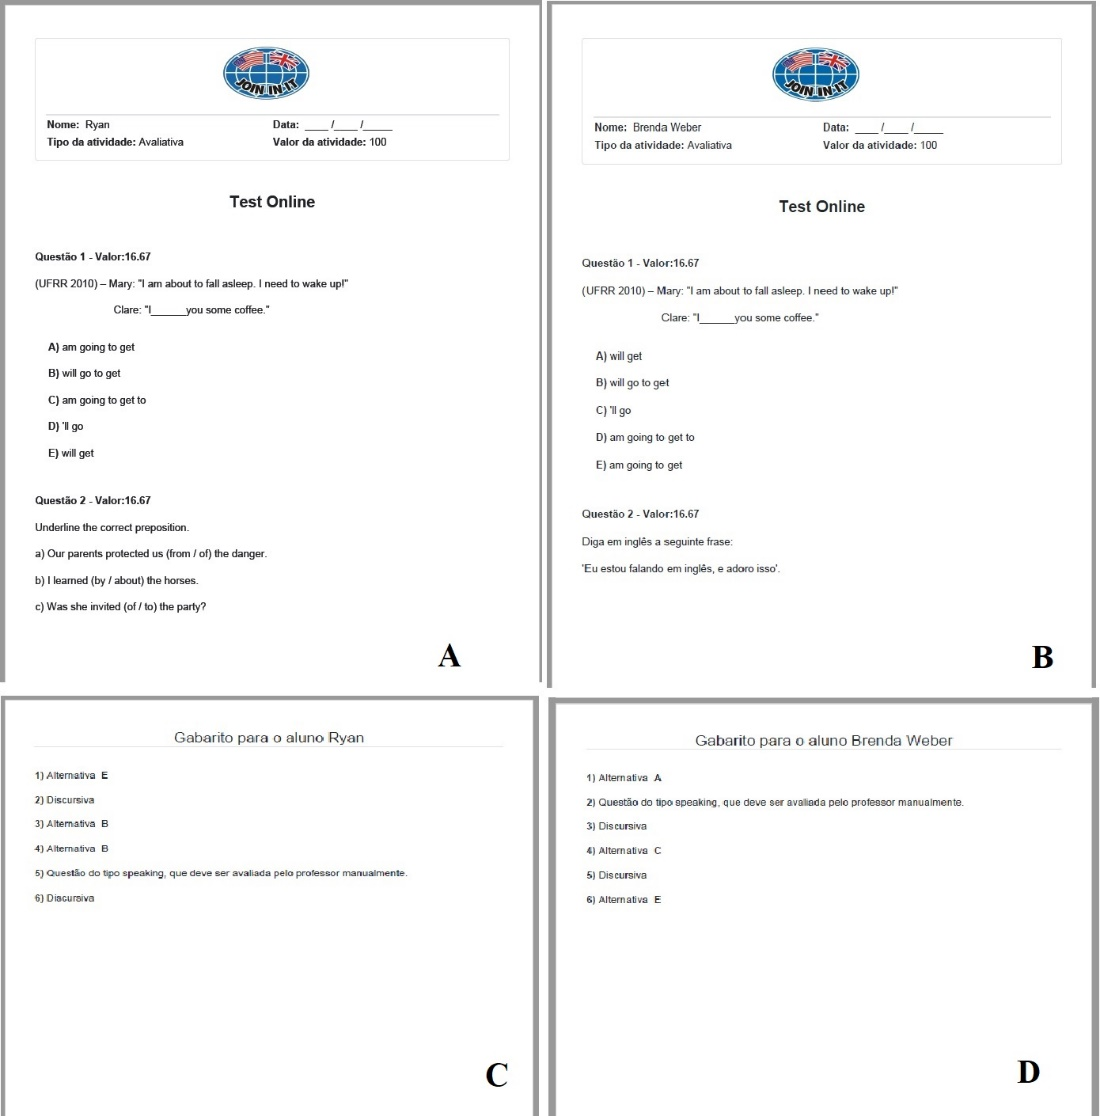 JOIN IN-IT
Nome: Ryan
Data: ____ /____ /_____
Tipo da atividade: Avaliativa
Valor da atividade: 100
Test Online
Questão 1 - Valor:16.67
(UFRR 2010) – Mary: "I am about to fall asleep. I need to wake up!"
Clare: "I______you some coffee."
A) am going to get
B) will go to get
C) am going to get to
D) 'll go
E) will get
Questão 2 - Valor:16.67
Underline the correct preposition.
a) Our parents protected us (from / of) the danger.
b) I learned (by / about) the horses.
c) Was she invited (of / to) the party?
A
JOIN IN-IT
Nome: Brenda Weber
Data: ____ /____ /_____
Tipo da atividade: Avaliativa
Valor da atividade: 100
Test Online
Questão 1 - Valor:16.67
(UFRR 2010) – Mary: "I am about to fall asleep. I need to wake up!"
Clare: "I______you some coffee."
A) will get
B) will go to get
C) 'll go
D) am going to get to
E) am going to get
Questão 2 - Valor:16.67
Diga em inglês a seguinte frase:
'Eu estou falando em inglês, e adoro isso'.
B
Gabarito para o aluno Ryan
1) Alternativa E
2) Discursiva
3) Alternativa B
4) Alternativa B
5) Questão do tipo speaking, que deve ser avaliada pelo professor manualmente.
6) Discursiva
C
Gabarito para o aluno Brenda Weber
1) Alternativa A
2) Questão do tipo speaking, que deve ser avaliada pelo professor manualmente.
3) Discursiva
4) Alternativa C
5) Discursiva
6) Alternativa E
D